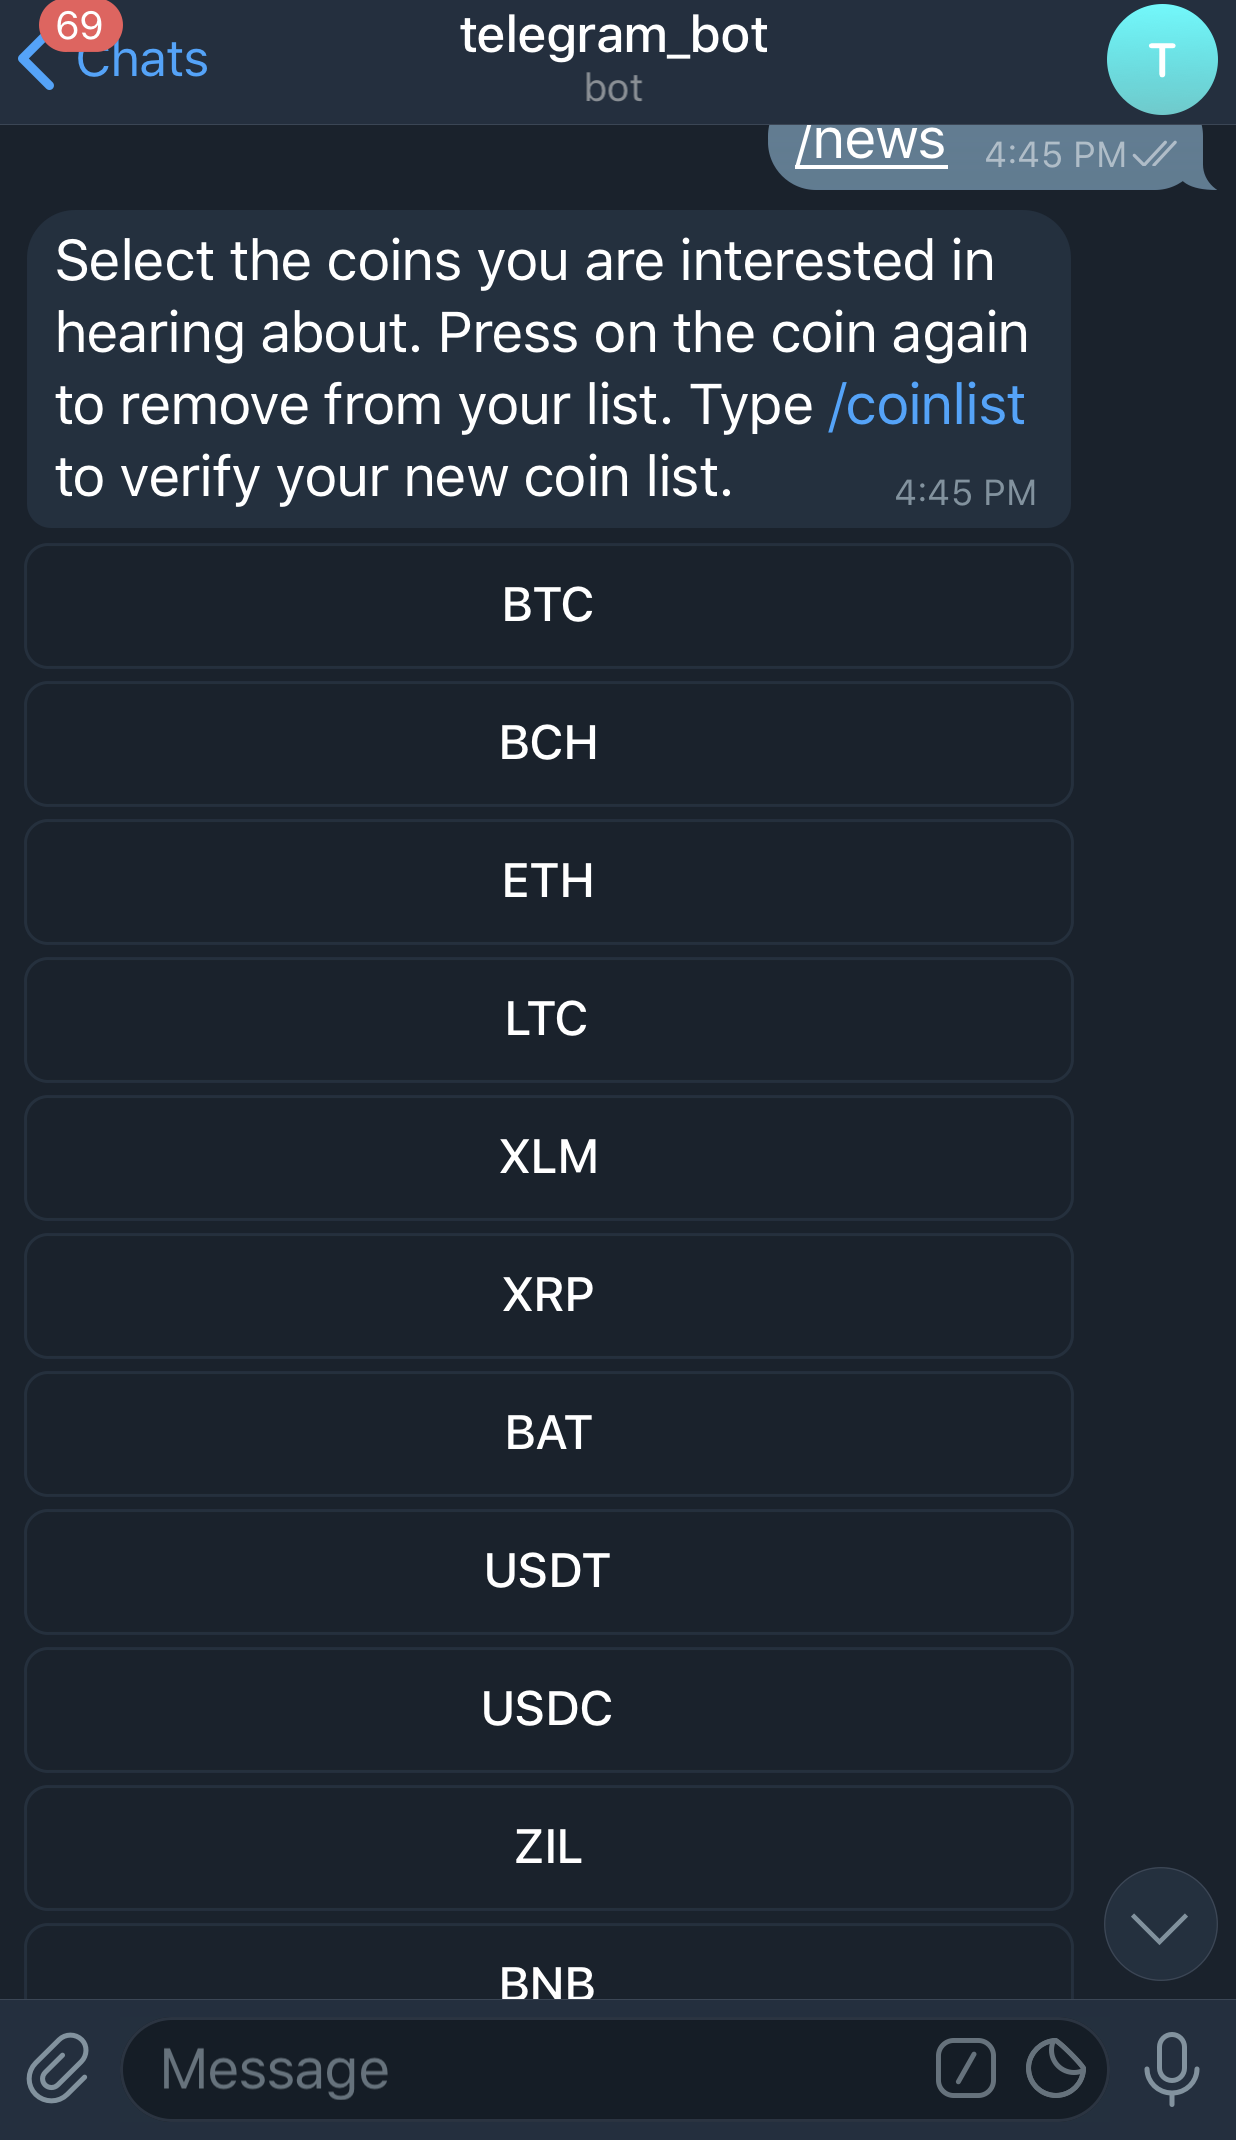 69
Chats
telegram_bot
bot
T
/news 4:45 PM
Select the coins you are interested in
hearing about. Press on the coin again
to remove from your list. Type /coinlist
to verify your new coin list.
4:45 PM
BTC
BCH
ETH
LTC
XLM
XRP
BAT
USDT
USDC
ZIL
BNB
Message